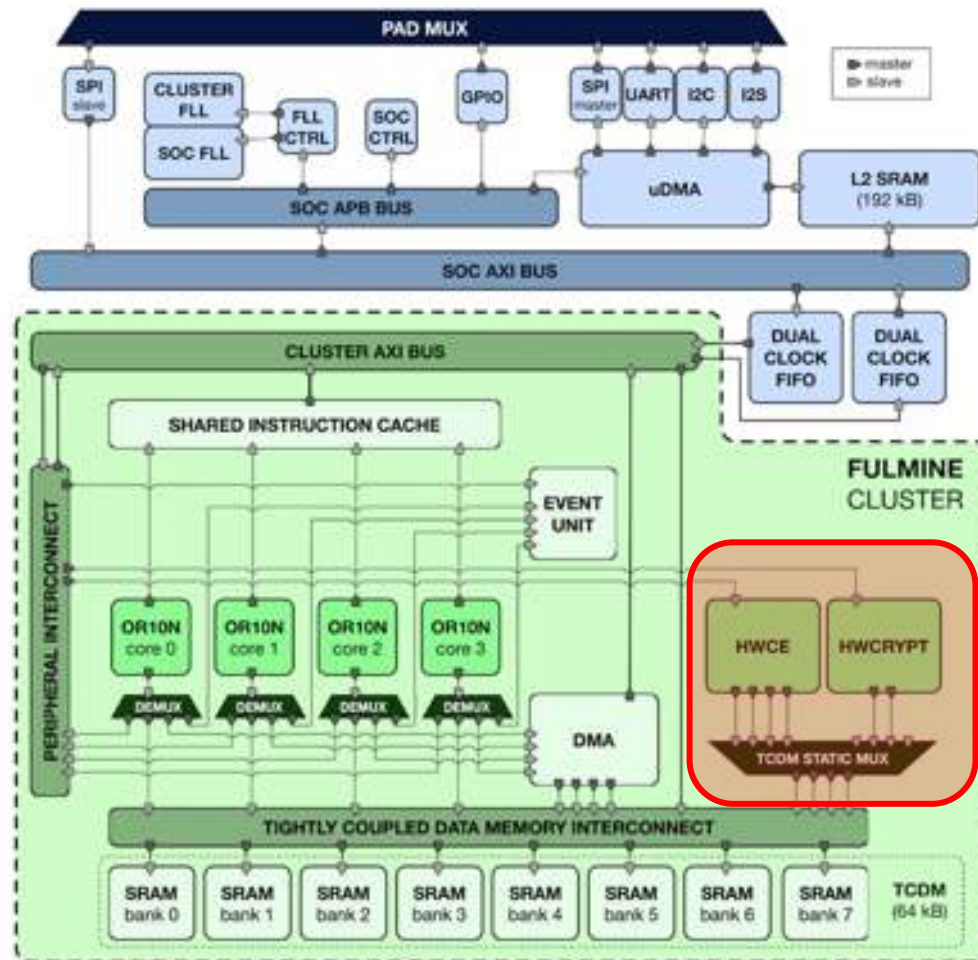 PAD MUX
master
slave
SPI
slave
CLUSTER
FLL
SOC FLL
FLL
CTRL
SOC
CTRL
GPIO
SPI
master
UART
I2C
I2S
SOC APB BUS
uDMA
L2 SRAM
(192 kB)
SOC AXI BUS
CLUSTER AXI BUS
DUAL
CLOCK
FIFO
DUAL
CLOCK
FIFO
SHARED INSTRUCTION CACHE
FULMINE
CLUSTER
PERIPHERAL INTERCONNECT
EVENT
UNIT
OR10N
core 0
OR10N
core 1
OR10N
core 2
OR10N
core 3
HWCE
HWCRYPT
DEMUX
DEMUX
DEMUX
DEMUX
DMA
TCDM STATIC MUX
TIGHTLY COUPLED DATA MEMORY INTERCONNECT
SRAM
bank 0
SRAM
bank 1
SRAM
bank 2
SRAM
bank 3
SRAM
bank 4
SRAM
bank 5
SRAM
bank 6
SRAM
bank 7
TCDM
(64 kB)